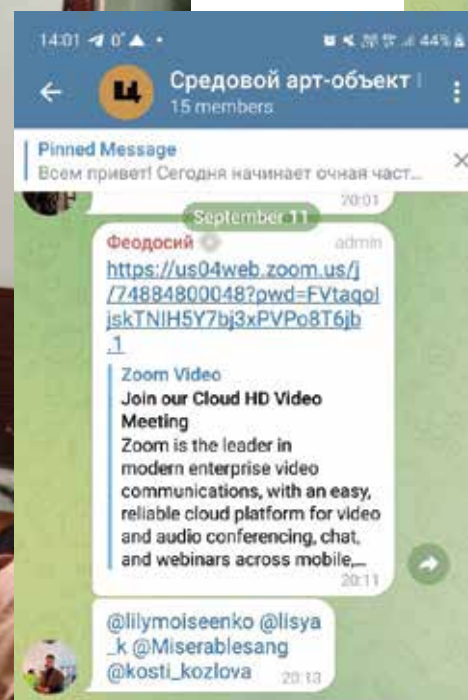 14:01
44%
Средовой арт-объект
15 members
Pinned Message
Всем привет! Сегодня начинает очная част...
20:01
September 11
Феодосий admin
https://us04web.zoom.us/j
/74884800048?pwd=FVtaqol
jskTNIH5Y7bj3xPVPo8T6jb
.1
Zoom Video
Join our Cloud HD Video
Meeting
Zoom is the leader in
modern enterprise video
communications, with an easy,
reliable cloud platform for video
and audio conferencing, chat,
and webinars across mobile,...
20:11
@lilymoiseenko @lisya
_k @Miserablesang
@kosti_kozlova 20:13